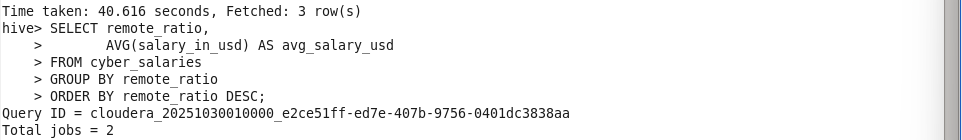 Time taken: 40.616 seconds, Fetched: 3 row(s)
hive> SELECT remote_ratio,
    >        AVG(salary_in_usd) AS avg_salary_usd
    > FROM cyber_salaries
    > GROUP BY remote_ratio
    > ORDER BY remote_ratio DESC;
Query ID = cloudera_20251030010000_e2ce51ff-ed7e-407b-9756-0401dc3838aa
Total jobs = 2